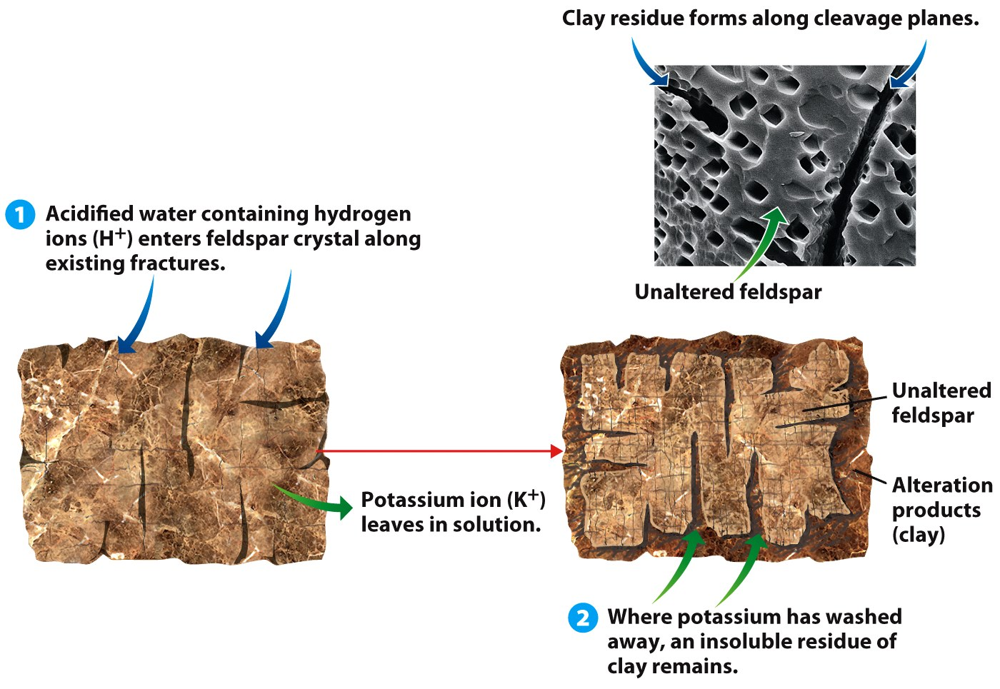 Clay residue forms along cleavage planes.
Unaltered feldspar
1 Acidified water containing hydrogen
ions (H+) enters feldspar crystal along
existing fractures.
Potassium ion (K+)
leaves in solution.
Unaltered
feldspar
Alteration
products
(clay)
2 Where potassium has washed
away, an insoluble residue of
clay remains.